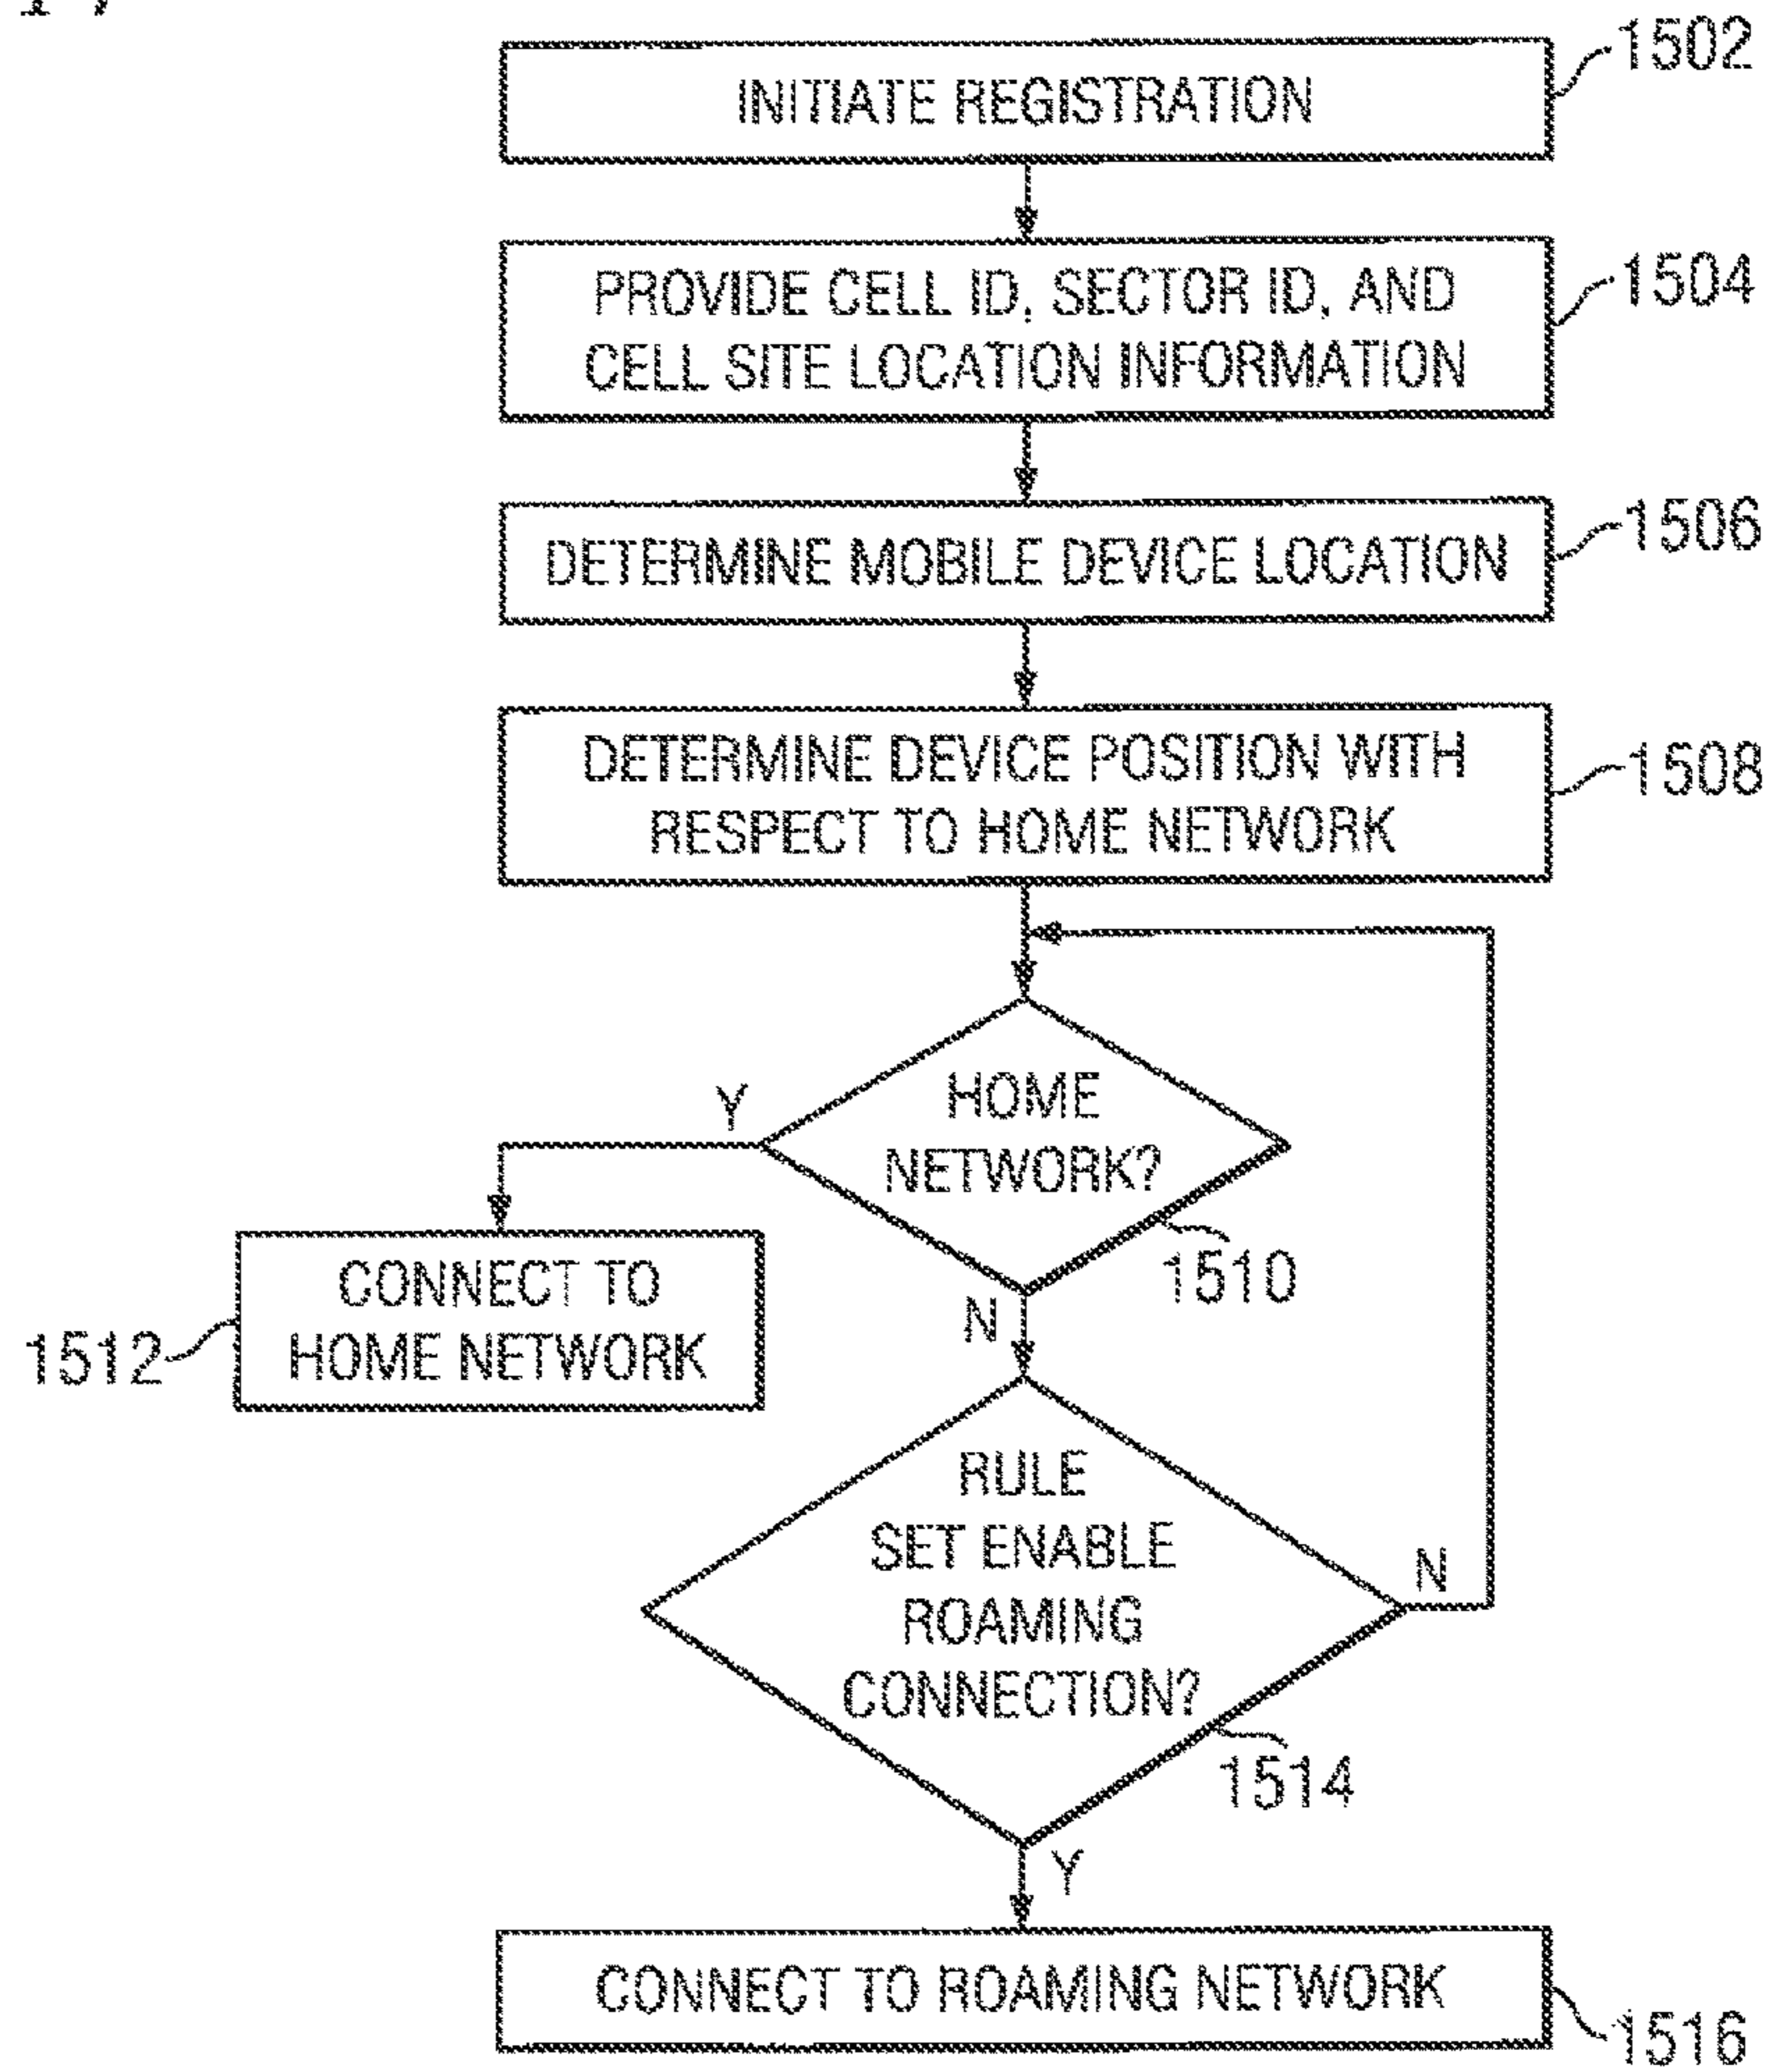 1502
INITIATE REGISTRATION
1504
PROVIDE CELL ID, SECTOR ID, AND
CELL SITE LOCATION INFORMATION
1506
DETERMINE MOBILE DEVICE LOCATION
1508
DETERMINE DEVICE POSITION WITH
RESPECT TO HOME NETWORK
HOME
NETWORK?
Y
1510
N
CONNECT TO
HOME NETWORK
1512
RULE
SET ENABLE
ROAMING
CONNECTION?
N
1514
Y
CONNECT TO ROAMING NETWORK
1516